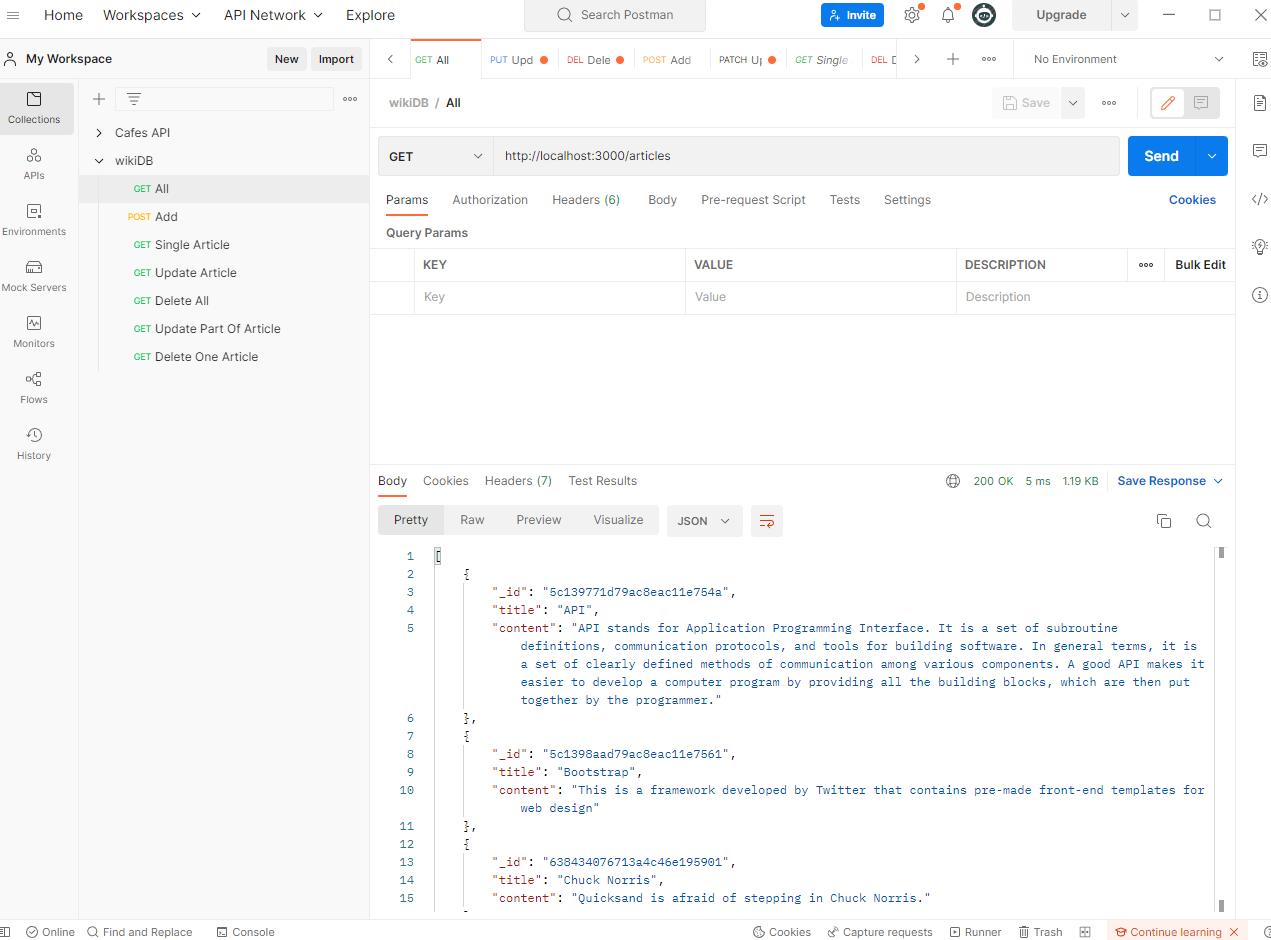 Home Workspaces API Network Explore Search Postman Invite Upgrade
My Workspace New Import GET All PUT Upd DEL Dele POST Add PATCH Up GET Single DEL D No Environment
Collections
APIs
Environments
Mock Servers
Monitors
Flows
History
Cafes API
wikiDB
GET All
POST Add
GET Single Article
GET Update Article
GET Delete All
GET Update Part Of Article
GET Delete One Article
wikiDB / All Save
GET http://localhost:3000/articles Send
Params Authorization Headers (6) Body Pre-request Script Tests Settings Cookies
Query Params
KEY VALUE DESCRIPTION Bulk Edit
Key Value Description
Body Cookies Headers (7) Test Results 200 OK 5 ms 1.19 KB Save Response
Pretty Raw Preview Visualize JSON
1 [
2 {
3 "_id": "5c139771d79ac8eac11e754a",
4 "title": "API",
5 "content": "API stands for Application Programming Interface. It is a set of subroutine
definitions, communication protocols, and tools for building software. In general terms, it is
a set of clearly defined methods of communication among various components. A good API makes it
easier to develop a computer program by providing all the building blocks, which are then put
together by the programmer."
6 },
7 {
8 "_id": "5c1398aad79ac8eac11e7561",
9 "title": "Bootstrap",
10 "content": "This is a framework developed by Twitter that contains pre-made front-end templates for
web design"
11 },
12 {
13 "_id": "638434076713a4c46e195901",
14 "title": "Chuck Norris",
15 "content": "Quicksand is afraid of stepping in Chuck Norris."
Online Find and Replace Console Cookies Capture requests Runner Trash Continue learning